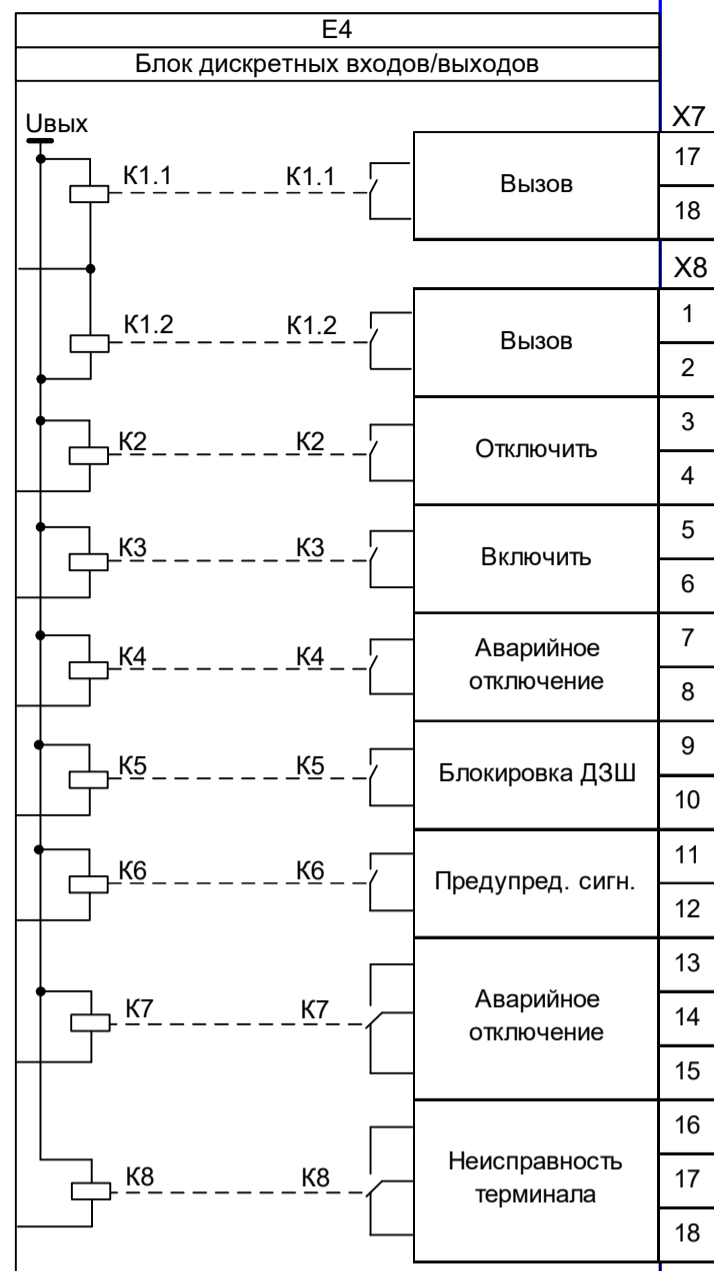 E4
Блок дискретных входов/выходов
Uвых
X7
K1.1 K1.1 Вызов 17
18
X8
K1.2 K1.2 Вызов 1
2
K2 K2 Отключить 3
4
K3 K3 Включить 5
6
K4 K4 Аварийное отключение 7
8
K5 K5 Блокировка ДЗШ 9
10
K6 K6 Предупред. сигн. 11
12
K7 K7 Аварийное отключение 13
14
15
K8 K8 Неисправность терминала 16
17
18